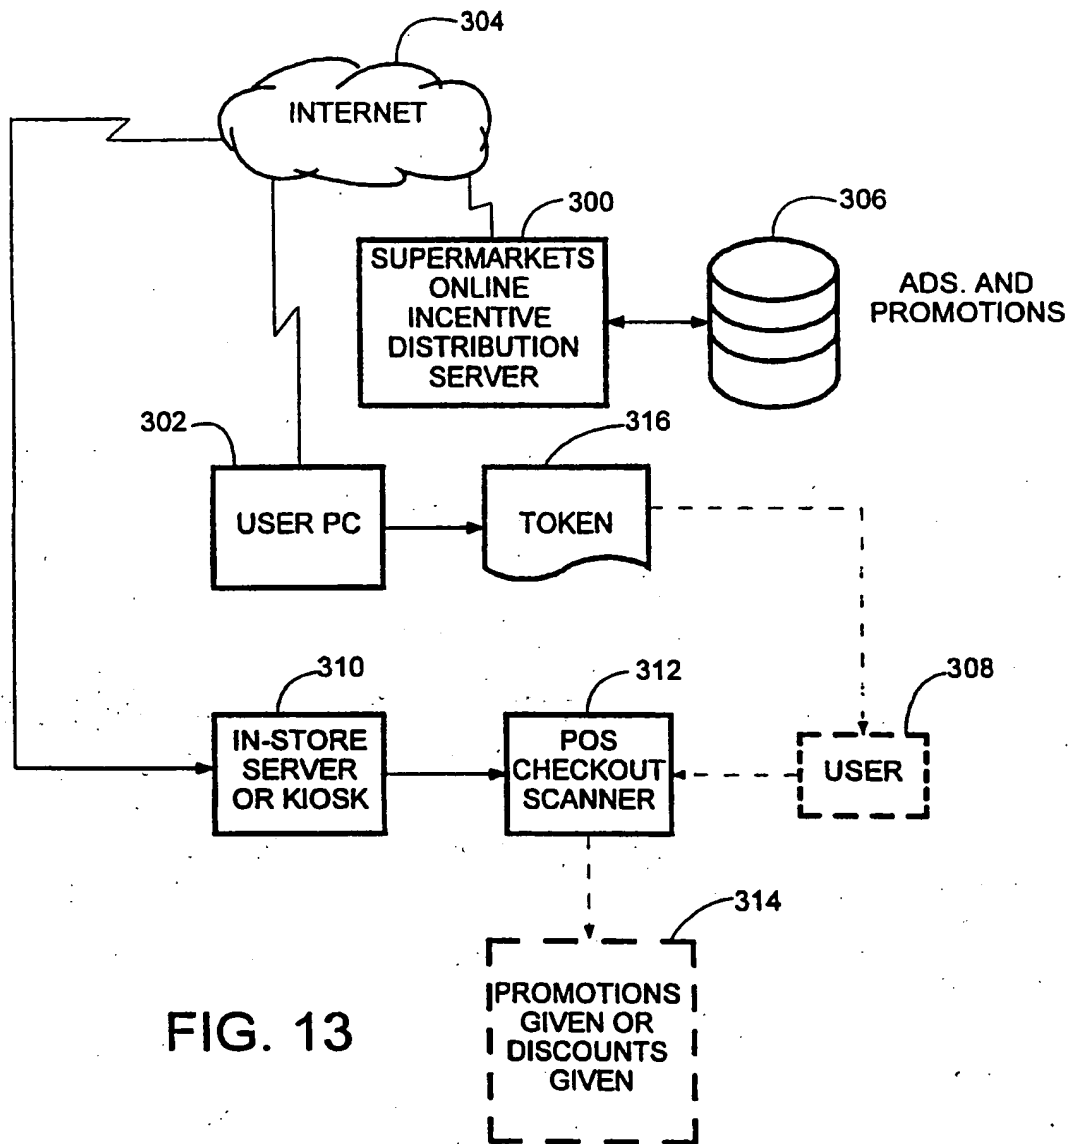 304
INTERNET
300
306
SUPERMARKETS
ONLINE
INCENTIVE
DISTRIBUTION
SERVER
ADS. AND
PROMOTIONS
302
316
USER PC
TOKEN
310
312
308
IN-STORE
SERVER
OR KIOSK
POS
CHECKOUT
SCANNER
USER
314
PROMOTIONS
GIVEN OR
DISCOUNTS
GIVEN
FIG. 13